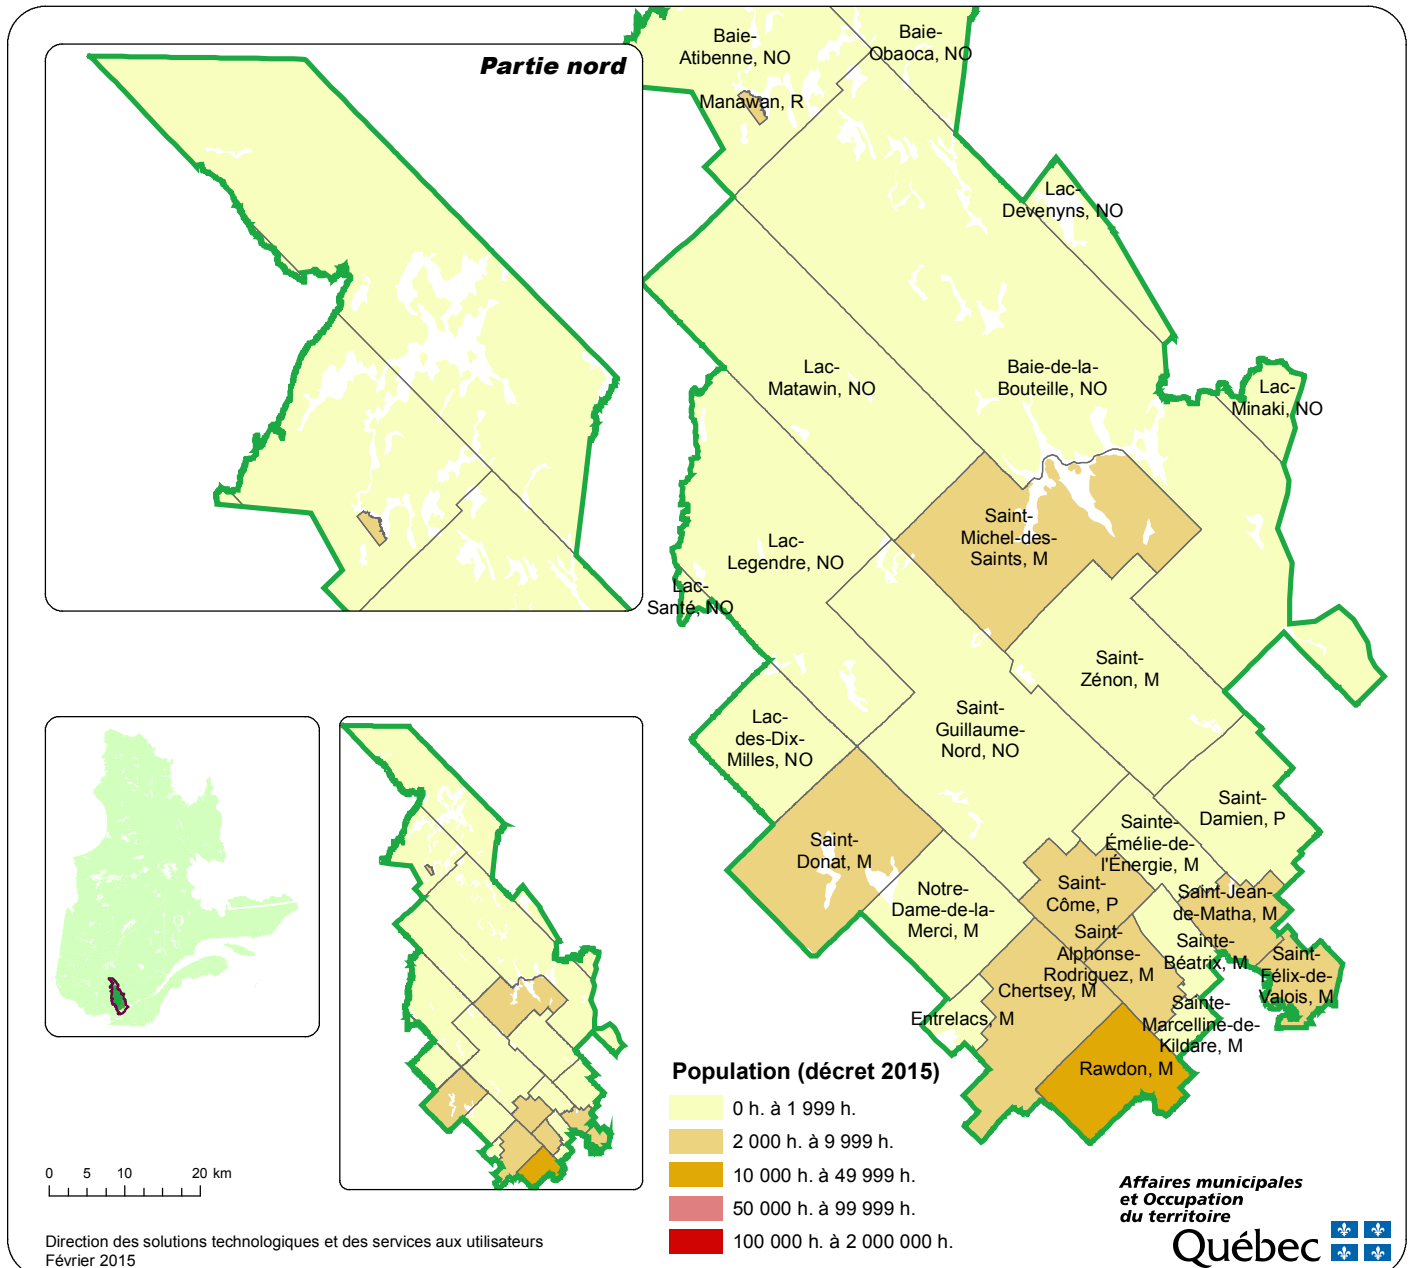 Partie nord
Baie-
Atibenne, NO
Baie-
Obaoca, NO
Manawan, R
Lac-
Devenyns, NO
Lac-
Matawin, NO
Baie-de-la-
Bouteille, NO
Lac-
Minaki, NO
Saint-
Michel-des-
Saints, M
Lac-
Legendre, NO
Lac-
Santé, NO
Saint-
Zénon, M
Lac-
des-Dix-
Milles, NO
Saint-
Guillaume-
Nord, NO
Saint-
Damien, P
Sainte-
Émélie-de-
l'Énergie, M
Saint-
Donat, M
Notre-
Dame-de-la-
Merci, M
Saint-
Côme, P
Saint-Jean-
de-Matha, M
Saint-
Alphonse-
Rodriguez, M
Sainte-
Béatrix, M
Saint-
Félix-de-
Valois, M
Chertsey, M
Entrelacs, M
Sainte-
Marcelline-de-
Kildare, M
Rawdon, M
Population (décret 2015)
0 h. à 1 999 h.
2 000 h. à 9 999 h.
10 000 h. à 49 999 h.
50 000 h. à 99 999 h.
100 000 h. à 2 000 000 h.
0 5 10 20 km
Direction des solutions technologiques et des services aux utilisateurs
Février 2015
Affaires municipales
et Occupation
du territoire
Québec